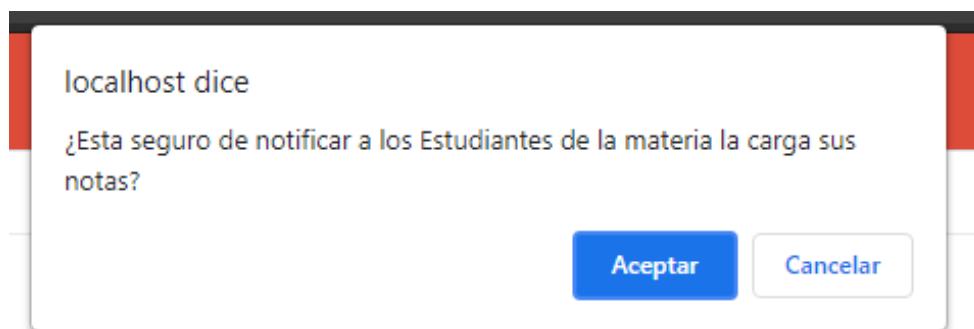 localhost dice
¿Esta seguro de notificar a los Estudiantes de la materia la carga sus
notas?
Aceptar Cancelar